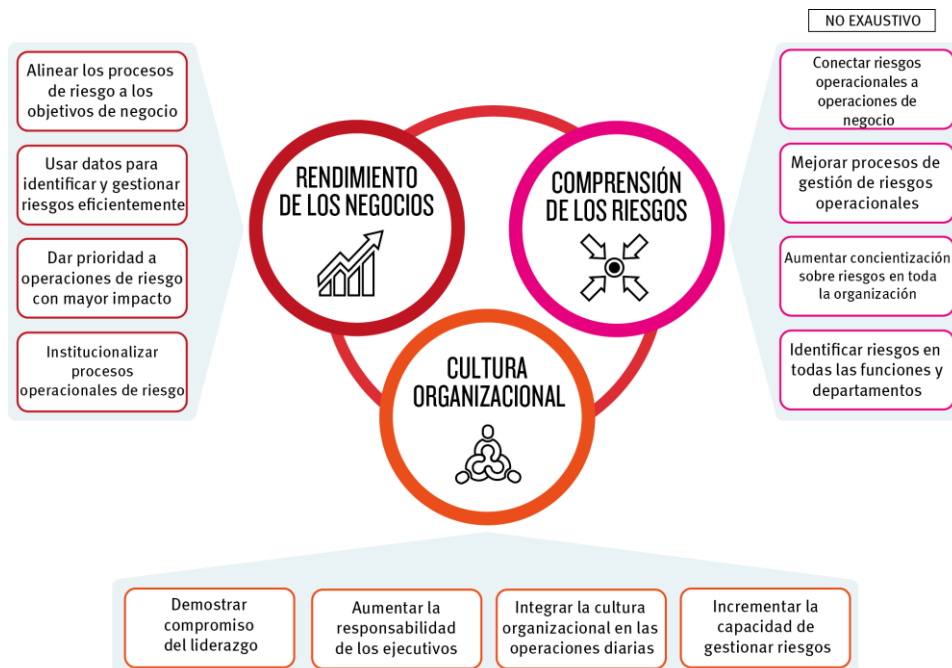 NO EXAUSTIVO
Alinear los procesos
de riesgo a los
objetivos de negocio
Usar datos para
identificar y gestionar
riesgos eficientemente
Dar prioridad a
operaciones de riesgo
con mayor impacto
Institucionalizar
procesos
operacionales de riesgo
RENDIMIENTO
DE LOS NEGOCIOS
COMPRENSIÓN
DE LOS RIESGOS
CULTURA
ORGANIZACIONAL
Conectar riesgos
operacionales a
operaciones de
negocio
Mejorar procesos de
gestión de riesgos
operacionales
Aumentar concientización
sobre riesgos en toda
la organización
Identificar riesgos en
todas las funciones y
departamentos
Demostrar
compromiso
del liderazgo
Aumentar la
responsabilidad
de los ejecutivos
Integrar la cultura
organizacional en las
operaciones diarias
Incrementar la
capacidad de
gestionar riesgos